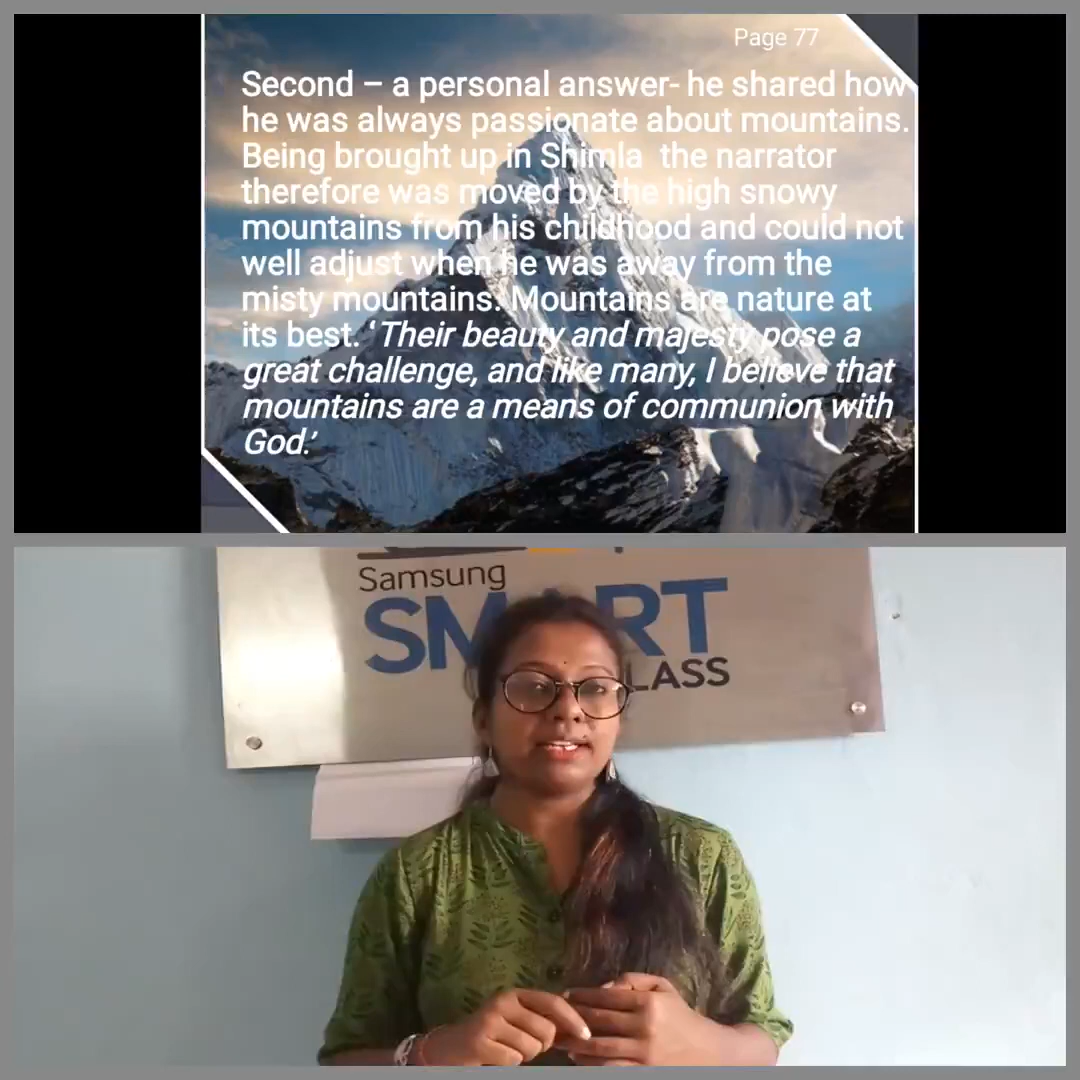 Page 77
Second – a personal answer- he shared how
he was always passionate about mountains.
Being brought up in Shimla  the narrator
therefore was moved by the high snowy
mountains from his childhood and could not
well adjust when he was away from the
misty mountains. Mountains are nature at
its best. ‘Their beauty and majesty pose a
great challenge, and like many, I believe that
mountains are a means of communion with
God.’
Samsung